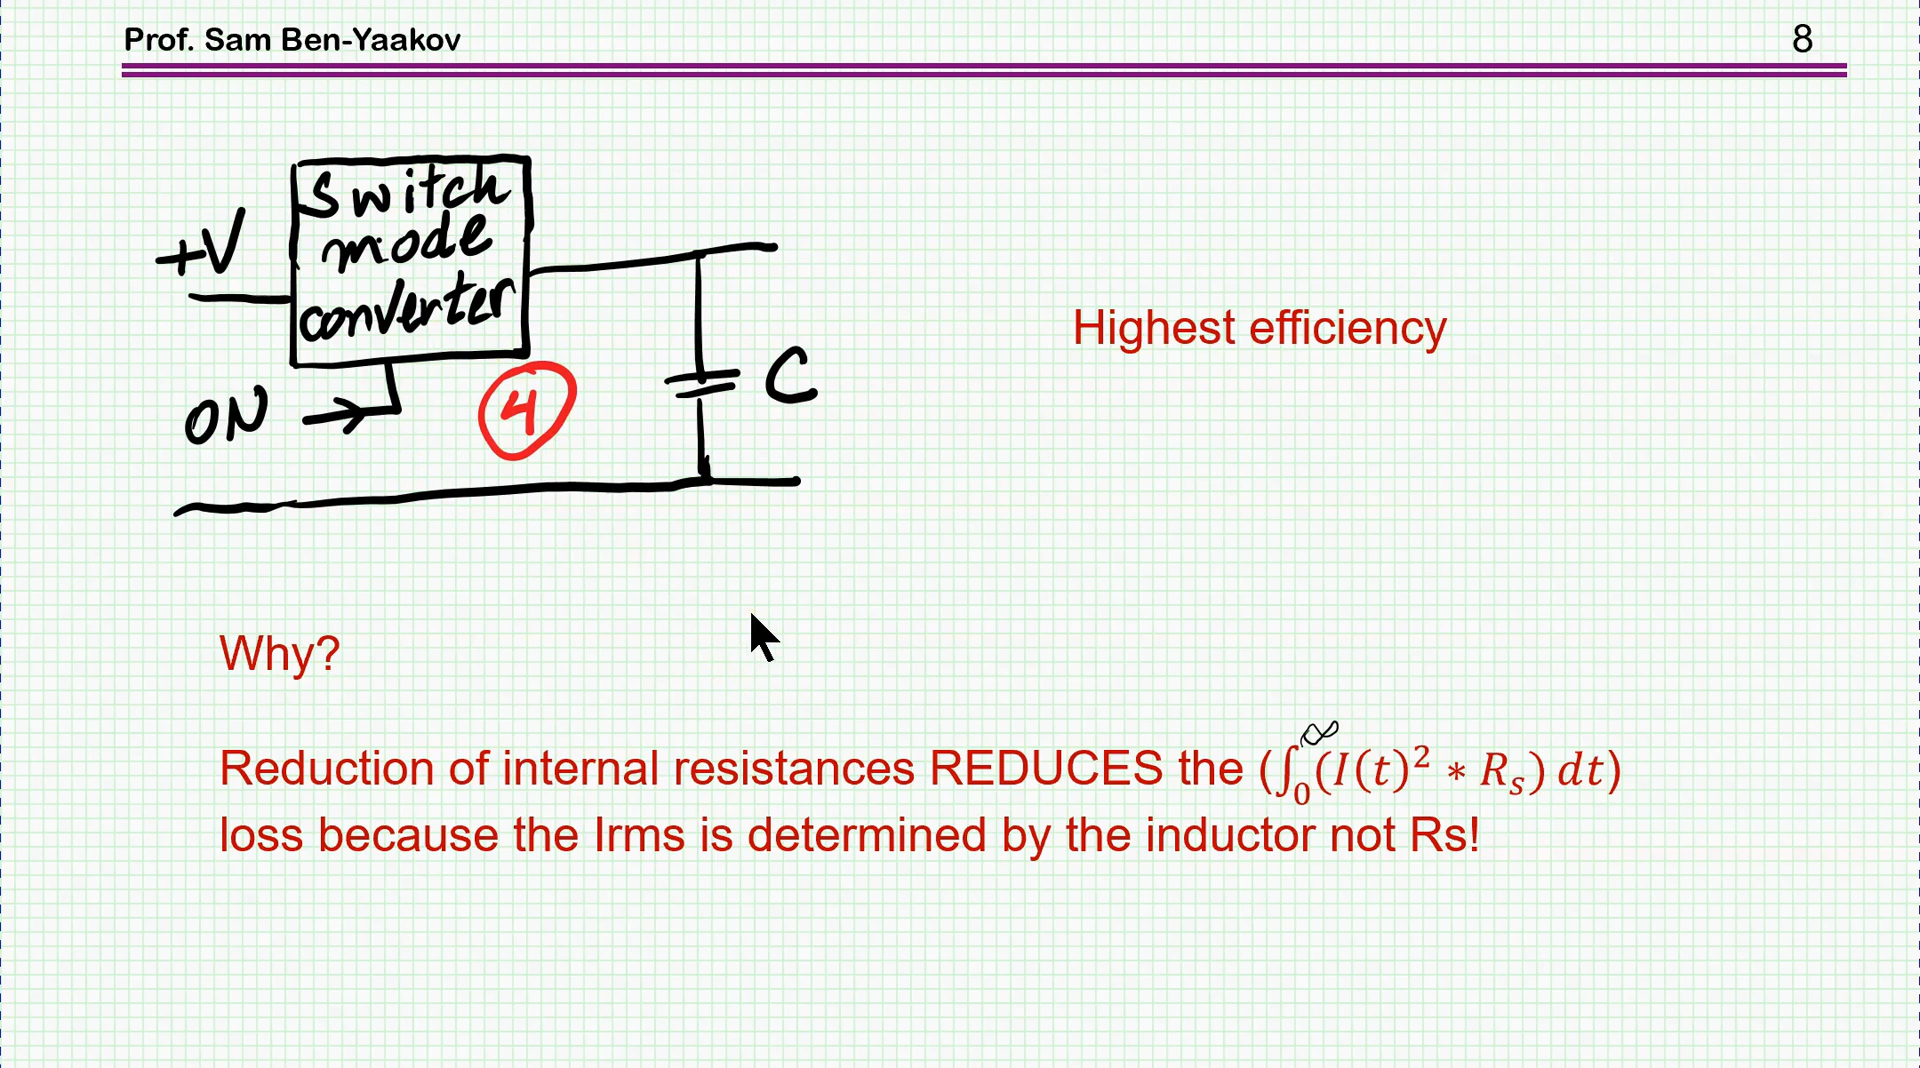 Prof. Sam Ben-Yaakov 8
Switch
mode
converter
+V
Highest efficiency
C
ON
4
Why?
Reduction of internal resistances REDUCES the (∫₀^∞(I(t)² * Rₛ) dt)
loss because the Irms is determined by the inductor not Rs!